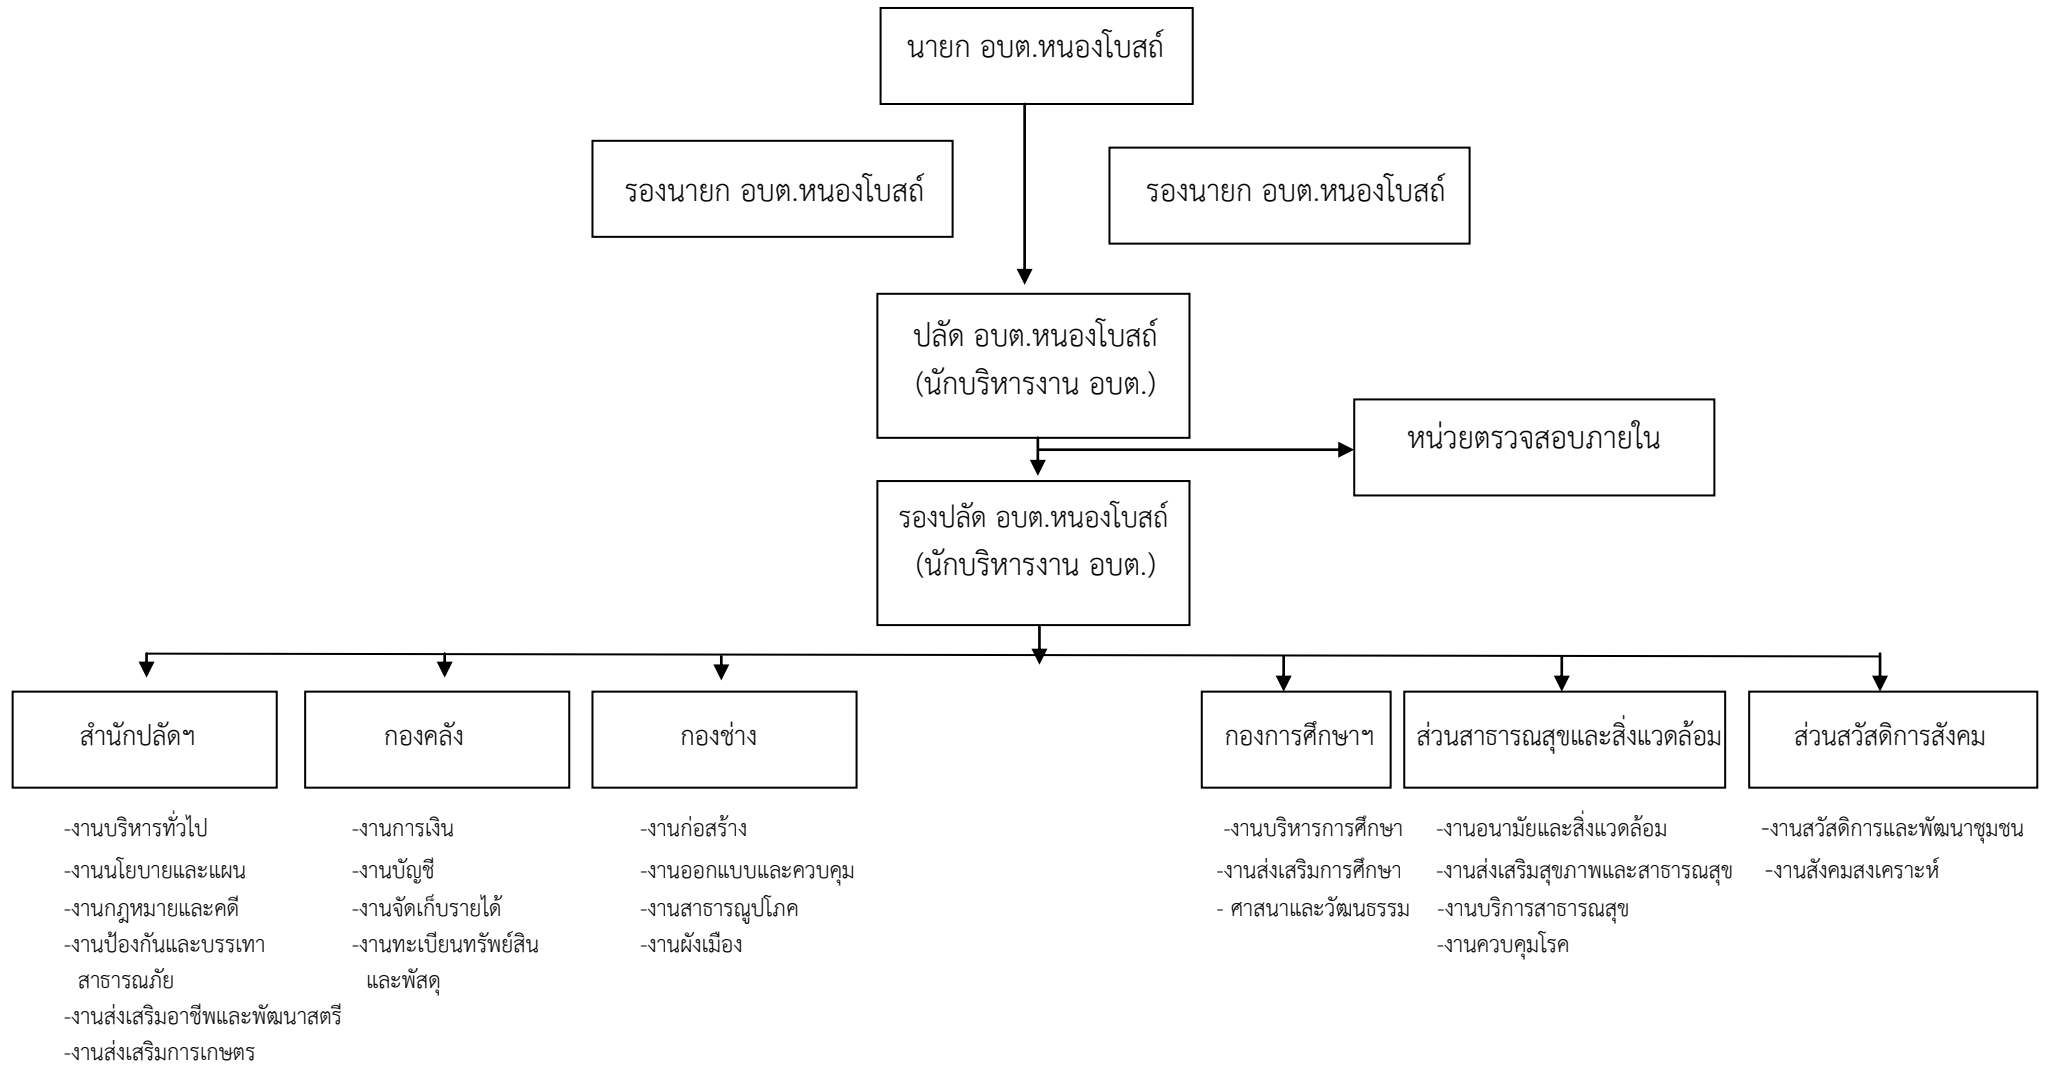 นายก อบต.หนองโบสถ์
รองนายก อบต.หนองโบสถ์
รองนายก อบต.หนองโบสถ์
ปลัด อบต.หนองโบสถ์
(นักบริหารงาน อบต.)
หน่วยตรวจสอบภายใน
รองปลัด อบต.หนองโบสถ์
(นักบริหารงาน อบต.)
สำนักปลัดฯ
-งานบริหารทั่วไป
-งานนโยบายและแผน
-งานกฎหมายและคดี
-งานป้องกันและบรรเทา
สาธารณภัย
-งานส่งเสริมอาชีพและพัฒนาสตรี
-งานส่งเสริมการเกษตร
กองคลัง
-งานการเงิน
-งานบัญชี
-งานจัดเก็บรายได้
-งานทะเบียนทรัพย์สิน
และพัสดุ
กองช่าง
-งานก่อสร้าง
-งานออกแบบและควบคุม
-งานสาธารณูปโภค
-งานผังเมือง
กองการศึกษาฯ
-งานบริหารการศึกษา
-งานส่งเสริมการศึกษา
- ศาสนาและวัฒนธรรม
ส่วนสาธารณสุขและสิ่งแวดล้อม
-งานอนามัยและสิ่งแวดล้อม
-งานส่งเสริมสุขภาพและสาธารณสุข
-งานบริการสาธารณสุข
-งานควบคุมโรค
ส่วนสวัสดิการสังคม
-งานสวัสดิการและพัฒนาชุมชน
-งานสังคมสงเคราะห์